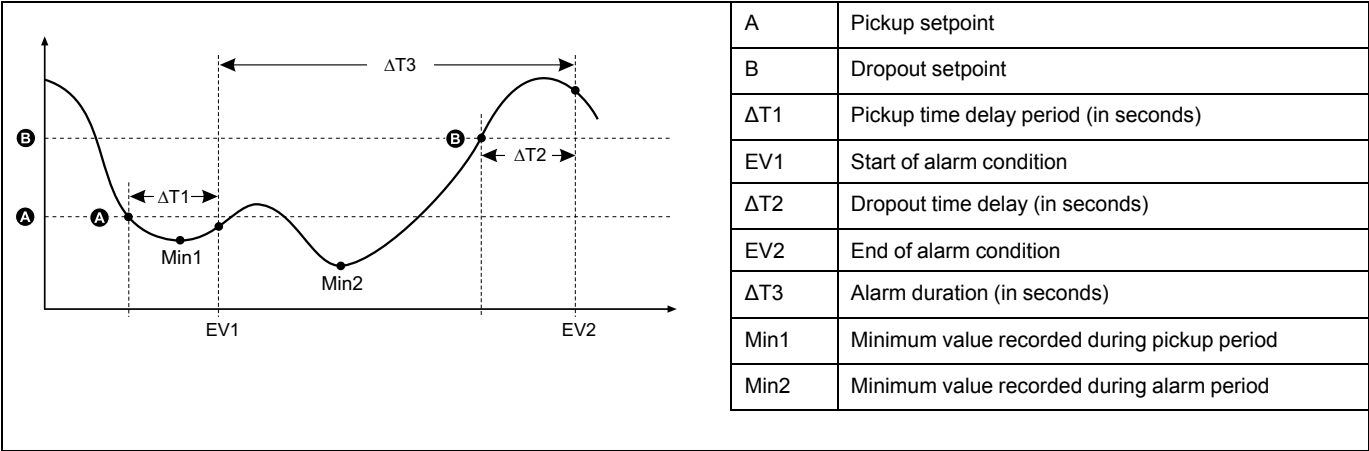 ΔT3
B
B
ΔT2
ΔT1
A
A
Min1
Min2
EV1
EV2
A Pickup setpoint
B Dropout setpoint
ΔT1 Pickup time delay period (in seconds)
EV1 Start of alarm condition
ΔT2 Dropout time delay (in seconds)
EV2 End of alarm condition
ΔT3 Alarm duration (in seconds)
Min1 Minimum value recorded during pickup period
Min2 Minimum value recorded during alarm period